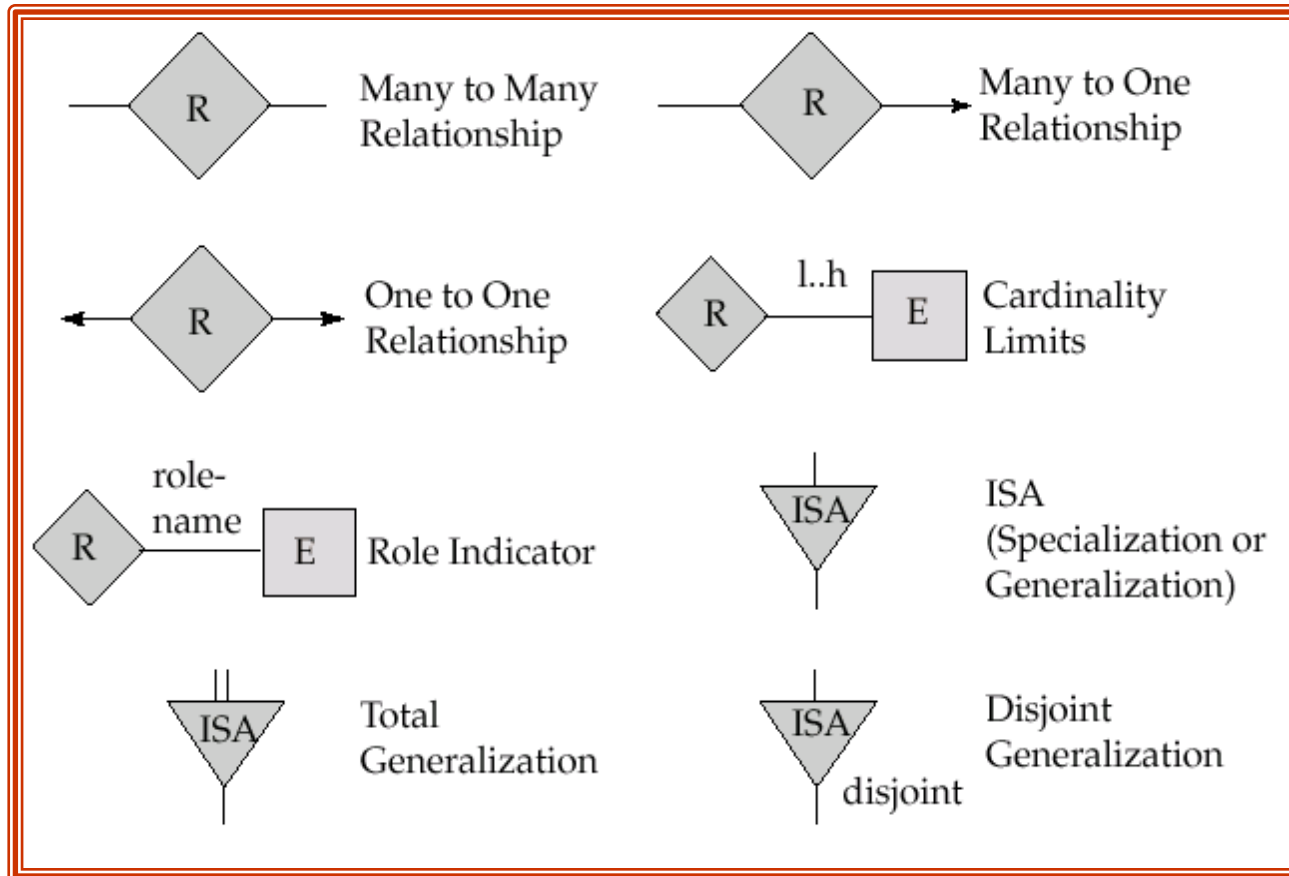 R
Many to Many
Relationship
R
Many to One
Relationship
R
One to One
Relationship
R
l..h
E
Cardinality
Limits
R
role-
name
E
Role Indicator
ISA
ISA
(Specialization or
Generalization)
ISA
Total
Generalization
ISA
disjoint
Disjoint
Generalization